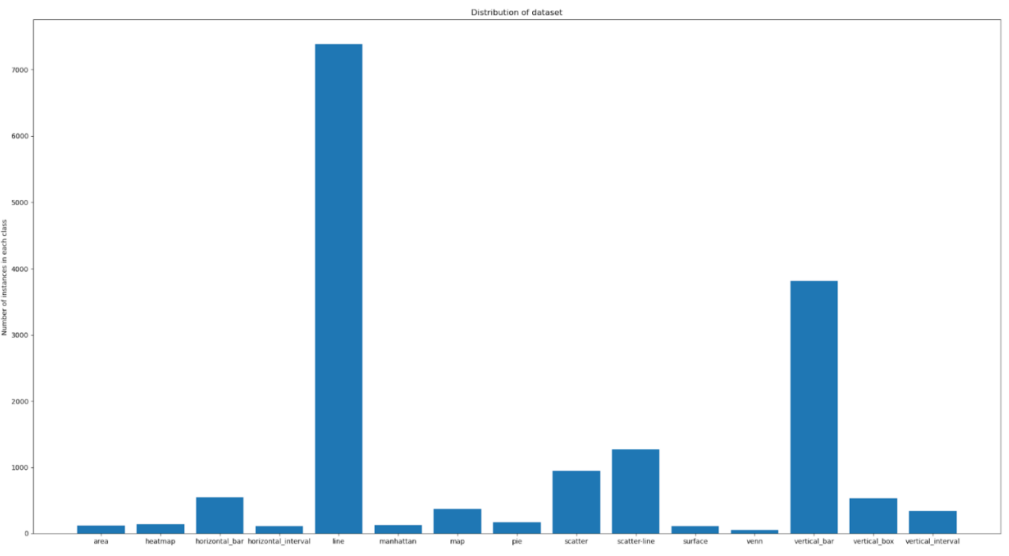 Distribution of dataset
Number of instances in each class
7000
6000
5000
4000
3000
2000
1000
0
area heatmap horizontal_bar horizontal_interval line manhattan map pie scatter scatter-line surface venn vertical_bar vertical_box vertical_interval